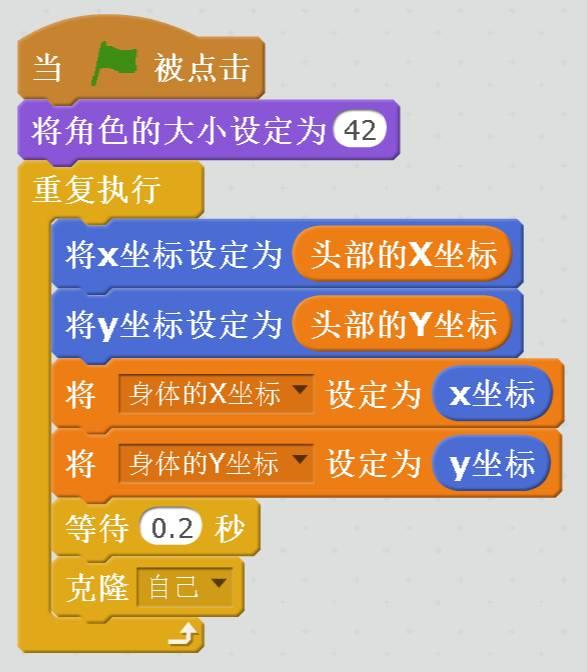 当 被点击
将角色的大小设定为 42
重复执行
将x坐标设定为 头部的X坐标
将y坐标设定为 头部的Y坐标
将 身体的X坐标 设定为 x坐标
将 身体的Y坐标 设定为 y坐标
等待 0.2 秒
克隆 自己